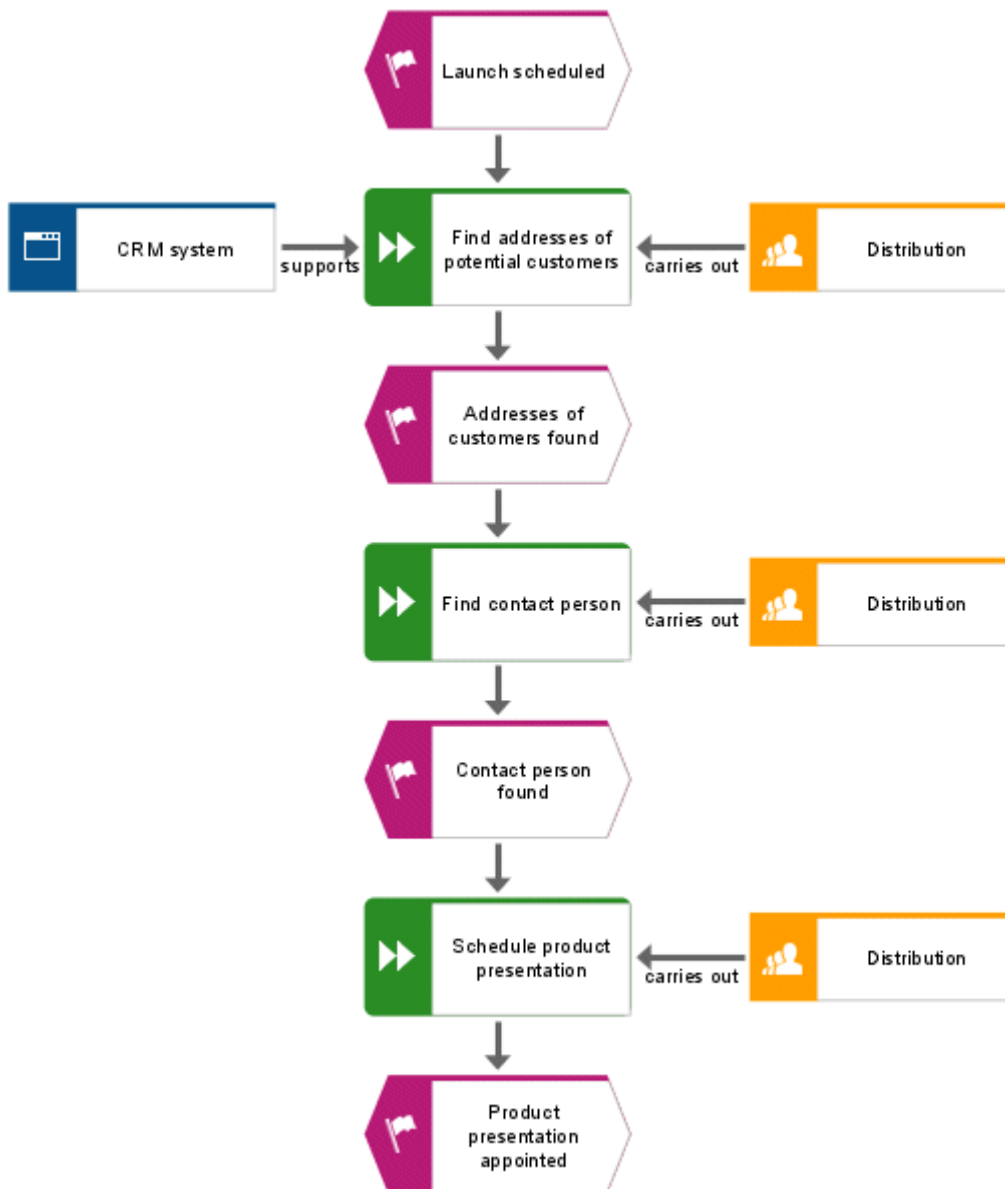 Launch scheduled
CRM system
supports
Find addresses of
potential customers
carries out
Distribution
Addresses of
customers found
Find contact person
carries out
Distribution
Contact person
found
Schedule product
presentation
carries out
Distribution
Product
presentation
appointed